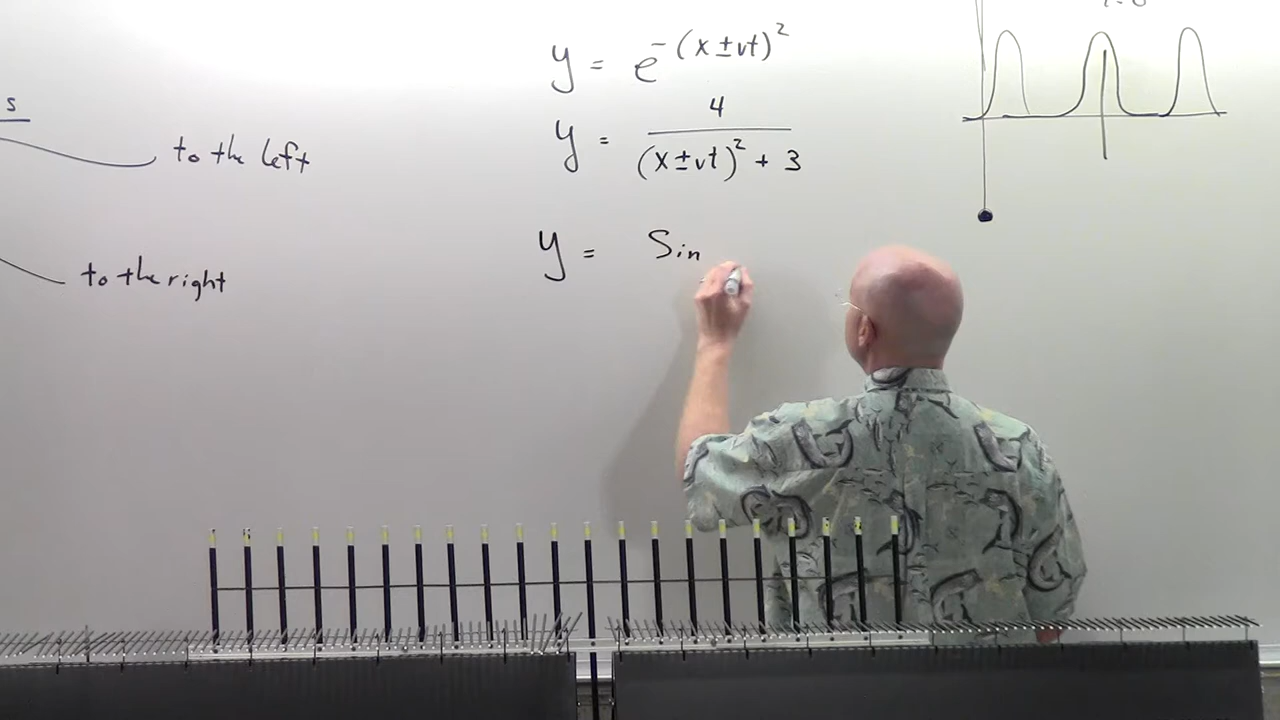 y = e^-(x ± vt)^2
s
y = 4 / ((x ± vt)^2 + 3)
to the left
y = Sin
to the right